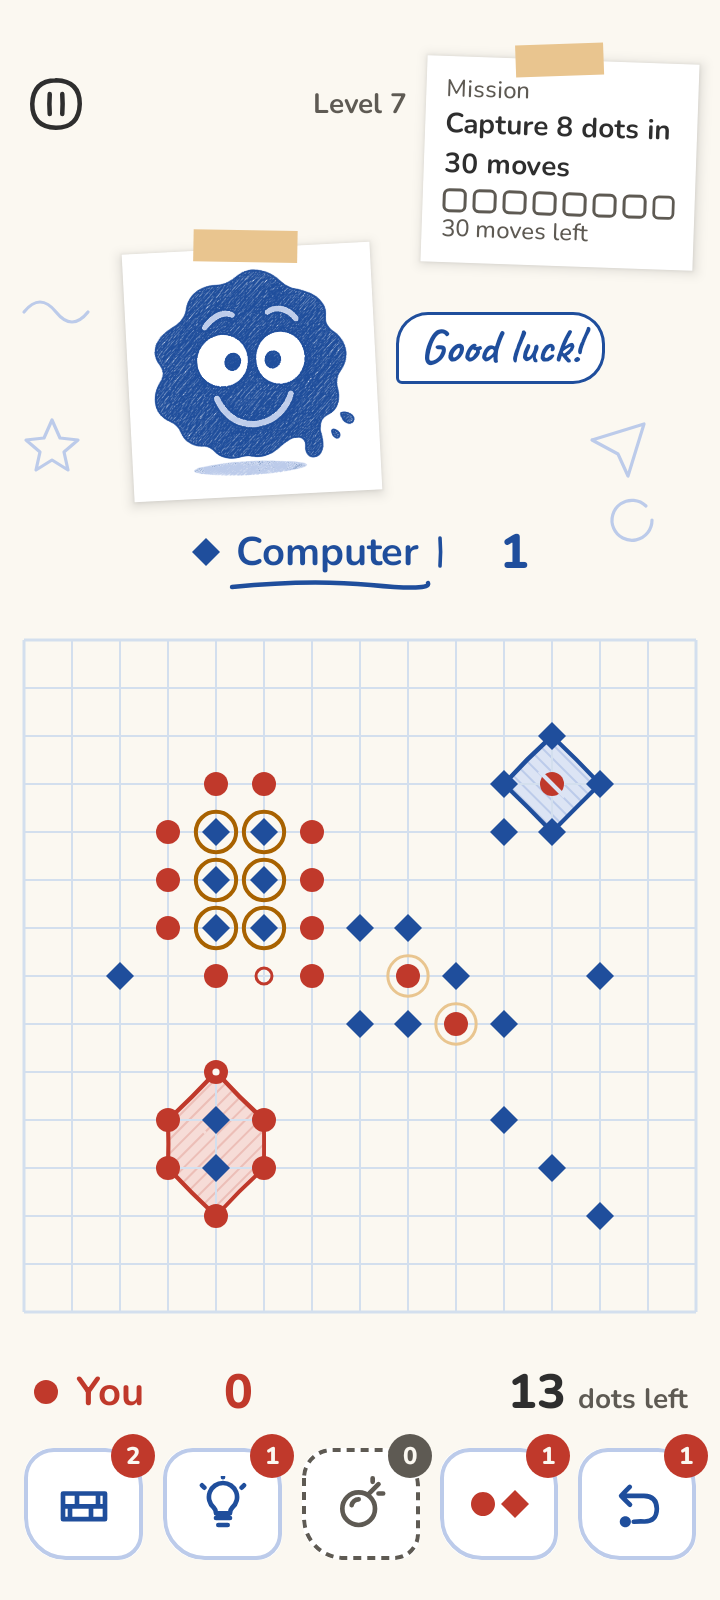 Level 7
Mission
Capture 8 dots in
30 moves
30 moves left
Good luck!
Computer 1
You 0
13 dots left
2
1
0
1
1